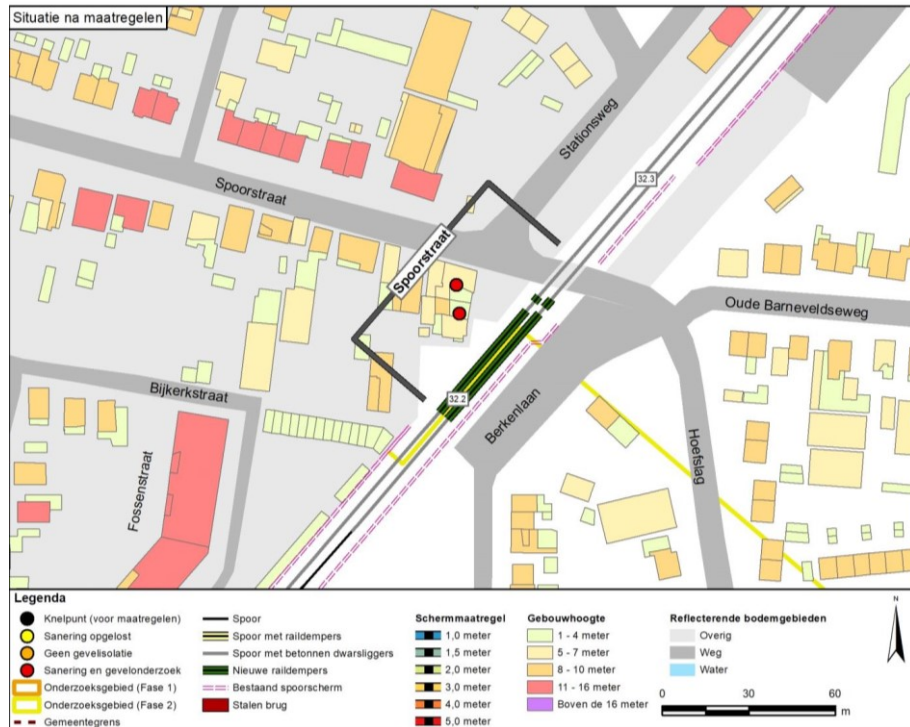 Situatie na maatregelen
Stationsweg
32.3
Spoorstraat
Spoorstraat
Oude Barneveldseweg
Bijkerkstraat
32.2
Berkenlaan
Hoefslag
Fossenstraat
Legenda
Knelpunt (voor maatregelen)
Sanering opgelost
Geen gevelisolatie
Sanering en gevelonderzoek
Onderzoeksgebied (Fase 1)
Onderzoeksgebied (Fase 2)
Gemeentegrens
Spoor
Spoor met raildempers
Spoor met betonnen dwarsliggers
Nieuwe raildempers
Bestaand spoorscherm
Stalen brug
Schermmaatregel
1,0 meter
1,5 meter
2,0 meter
3,0 meter
4,0 meter
5,0 meter
Gebouwhoogte
1 - 4 meter
5 - 7 meter
8 - 10 meter
11 - 16 meter
Boven de 16 meter
Reflecterende bodemgebieden
Overig
Weg
Water
N
0 30 60
m